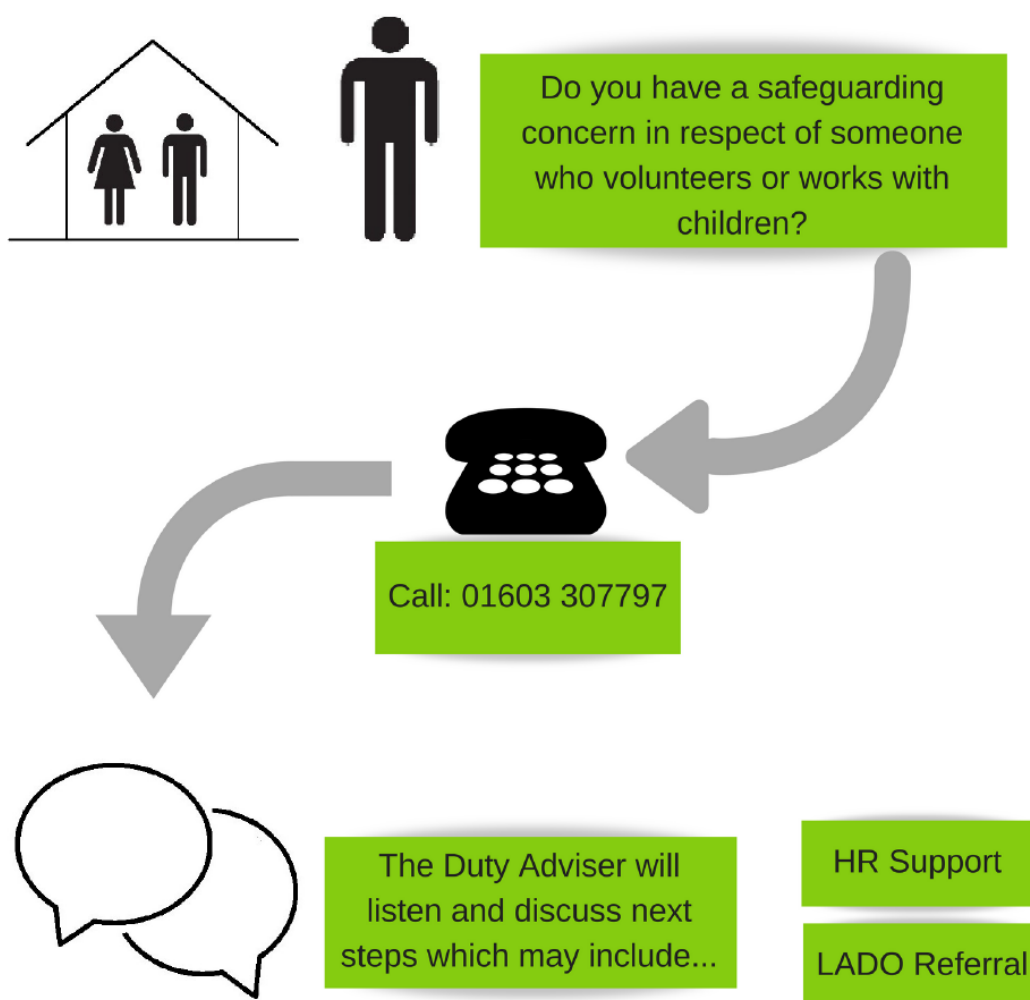 Do you have a safeguarding
concern in respect of someone
who volunteers or works with
children?
Call: 01603 307797
The Duty Adviser will
listen and discuss next
steps which may include...
HR Support
LADO Referral